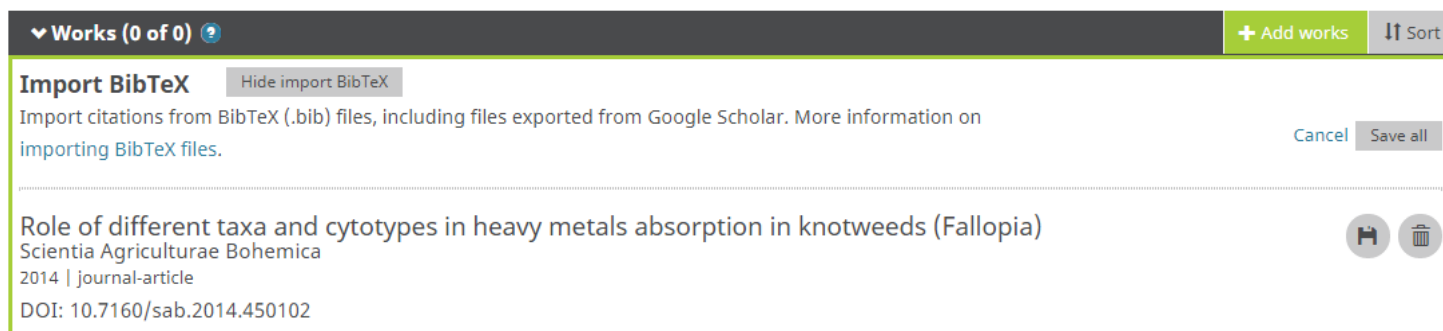 Works (0 of 0) ?
+ Add works
Sort
Import BibTeX
Hide import BibTeX
Import citations from BibTeX (.bib) files, including files exported from Google Scholar. More information on
importing BibTeX files.
Cancel
Save all
Role of different taxa and cytotypes in heavy metals absorption in knotweeds (Fallopia)
Scientia Agriculturae Bohemica
2014 | journal-article
DOI: 10.7160/sab.2014.450102